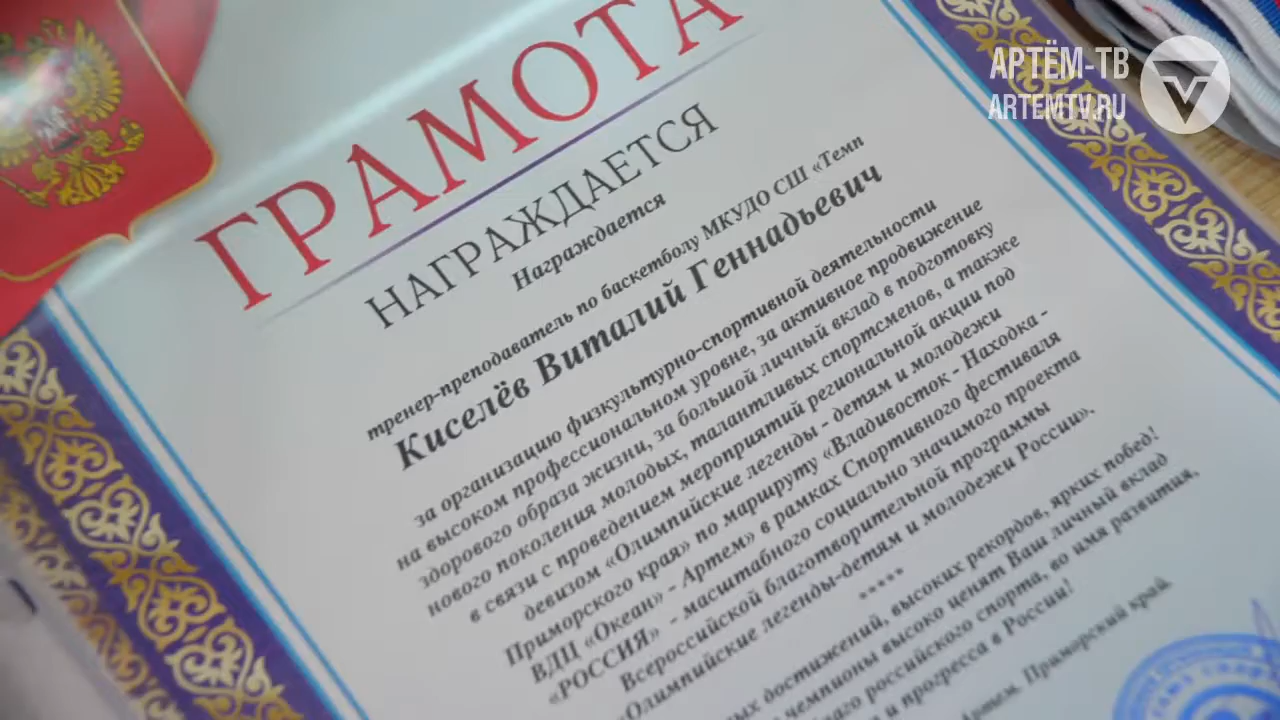 АРТЁМ-ТВ
ARTEMTV.RU
ГРАМОТА
НАГРАЖДАЕТСЯ
Награждается
тренер-преподаватель по баскетболу МКУДО СШ «Темп
Киселёв Виталий Геннадьевич
за организацию физкультурно-спортивной деятельности
на высоком профессиональном уровне, за активное продвижение
здорового образа жизни, за большой личный вклад в подготовку
нового поколения молодых, талантливых спортсменов, а также
в связи с проведением мероприятий региональной акции под
девизом «Олимпийские легенды - детям и молодежи
Приморского края» по маршруту «Владивосток - Находка -
ВДЦ «Океан» - Артем» в рамках Спортивного фестиваля
«РОССИЯ» - масштабного социально значимого проекта
Всероссийской благотворительной программы
«Олимпийские легенды-детям и молодежи России».
*****
достижений, высоких рекордов, ярких побед!
чемпионы высоко ценят Ваш личный вклад
российского спорта, во имя развития,
и прогресса в России!
Приморский край